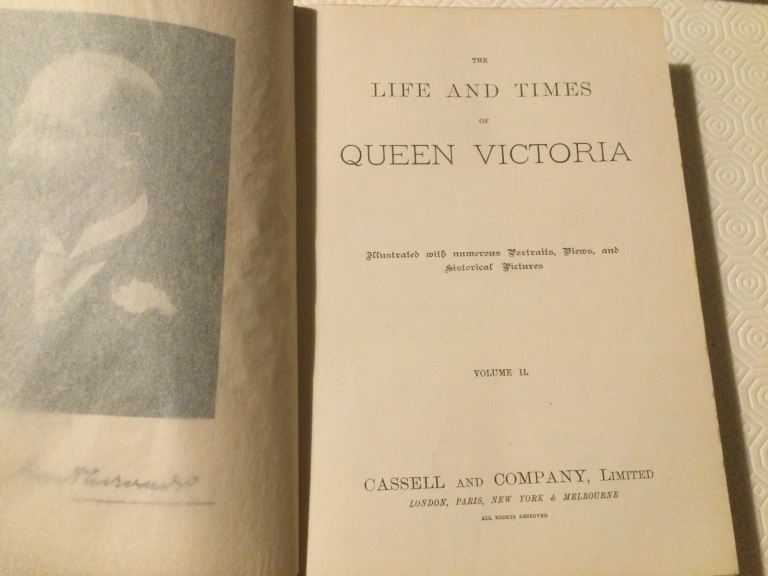 THE
LIFE AND TIMES
OF
QUEEN VICTORIA
Illustrated with numerous Portraits, Views, and
Historical Pictures
VOLUME II.
CASSELL AND COMPANY, LIMITED
LONDON, PARIS, NEW YORK & MELBOURNE
ALL RIGHTS RESERVED